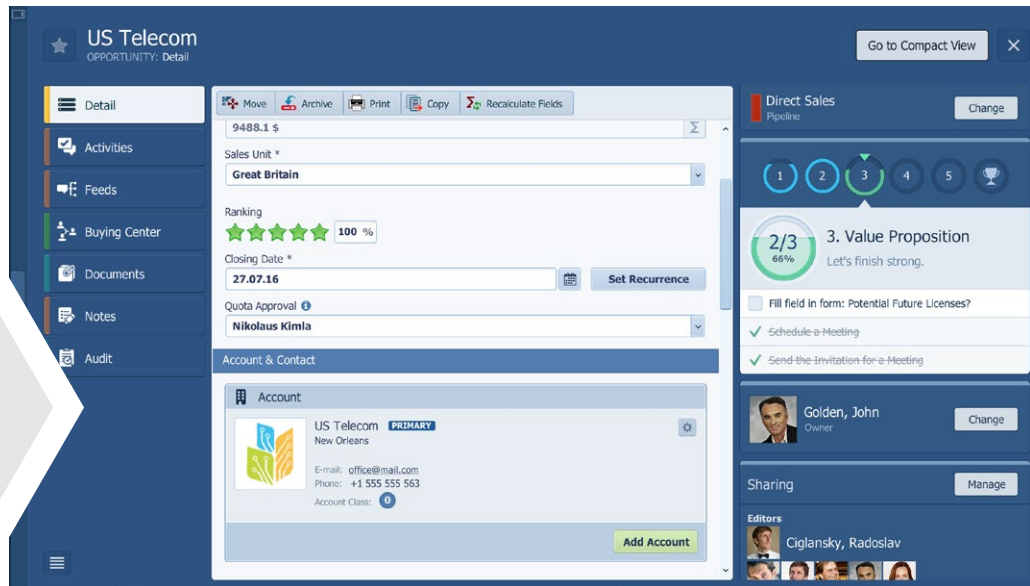 US Telecom
OPPORTUNITY: Detail
Go to Compact View
Detail
Activities
Feeds
Buying Center
Documents
Notes
Audit
Move Archive Print Copy Recalculate Fields
9488.1 $
Sales Unit *
Great Britain
Ranking
100 %
Closing Date *
27.07.16
Set Recurrence
Quota Approval
Nikolaus Kimla
Account & Contact
Account
US Telecom PRIMARY
New Orleans
E-mail: office@mail.com
Phone: +1 555 555 563
Account Class: 0
Add Account
Direct Sales
Pipeline
Change
1 2 3 4 5
2/3
66%
3. Value Proposition
Let's finish strong.
Fill field in form: Potential Future Licenses?
Schedule a Meeting
Send the Invitation for a Meeting
Golden, John
Owner
Change
Sharing
Manage
Editors
Ciglansky, Radoslav